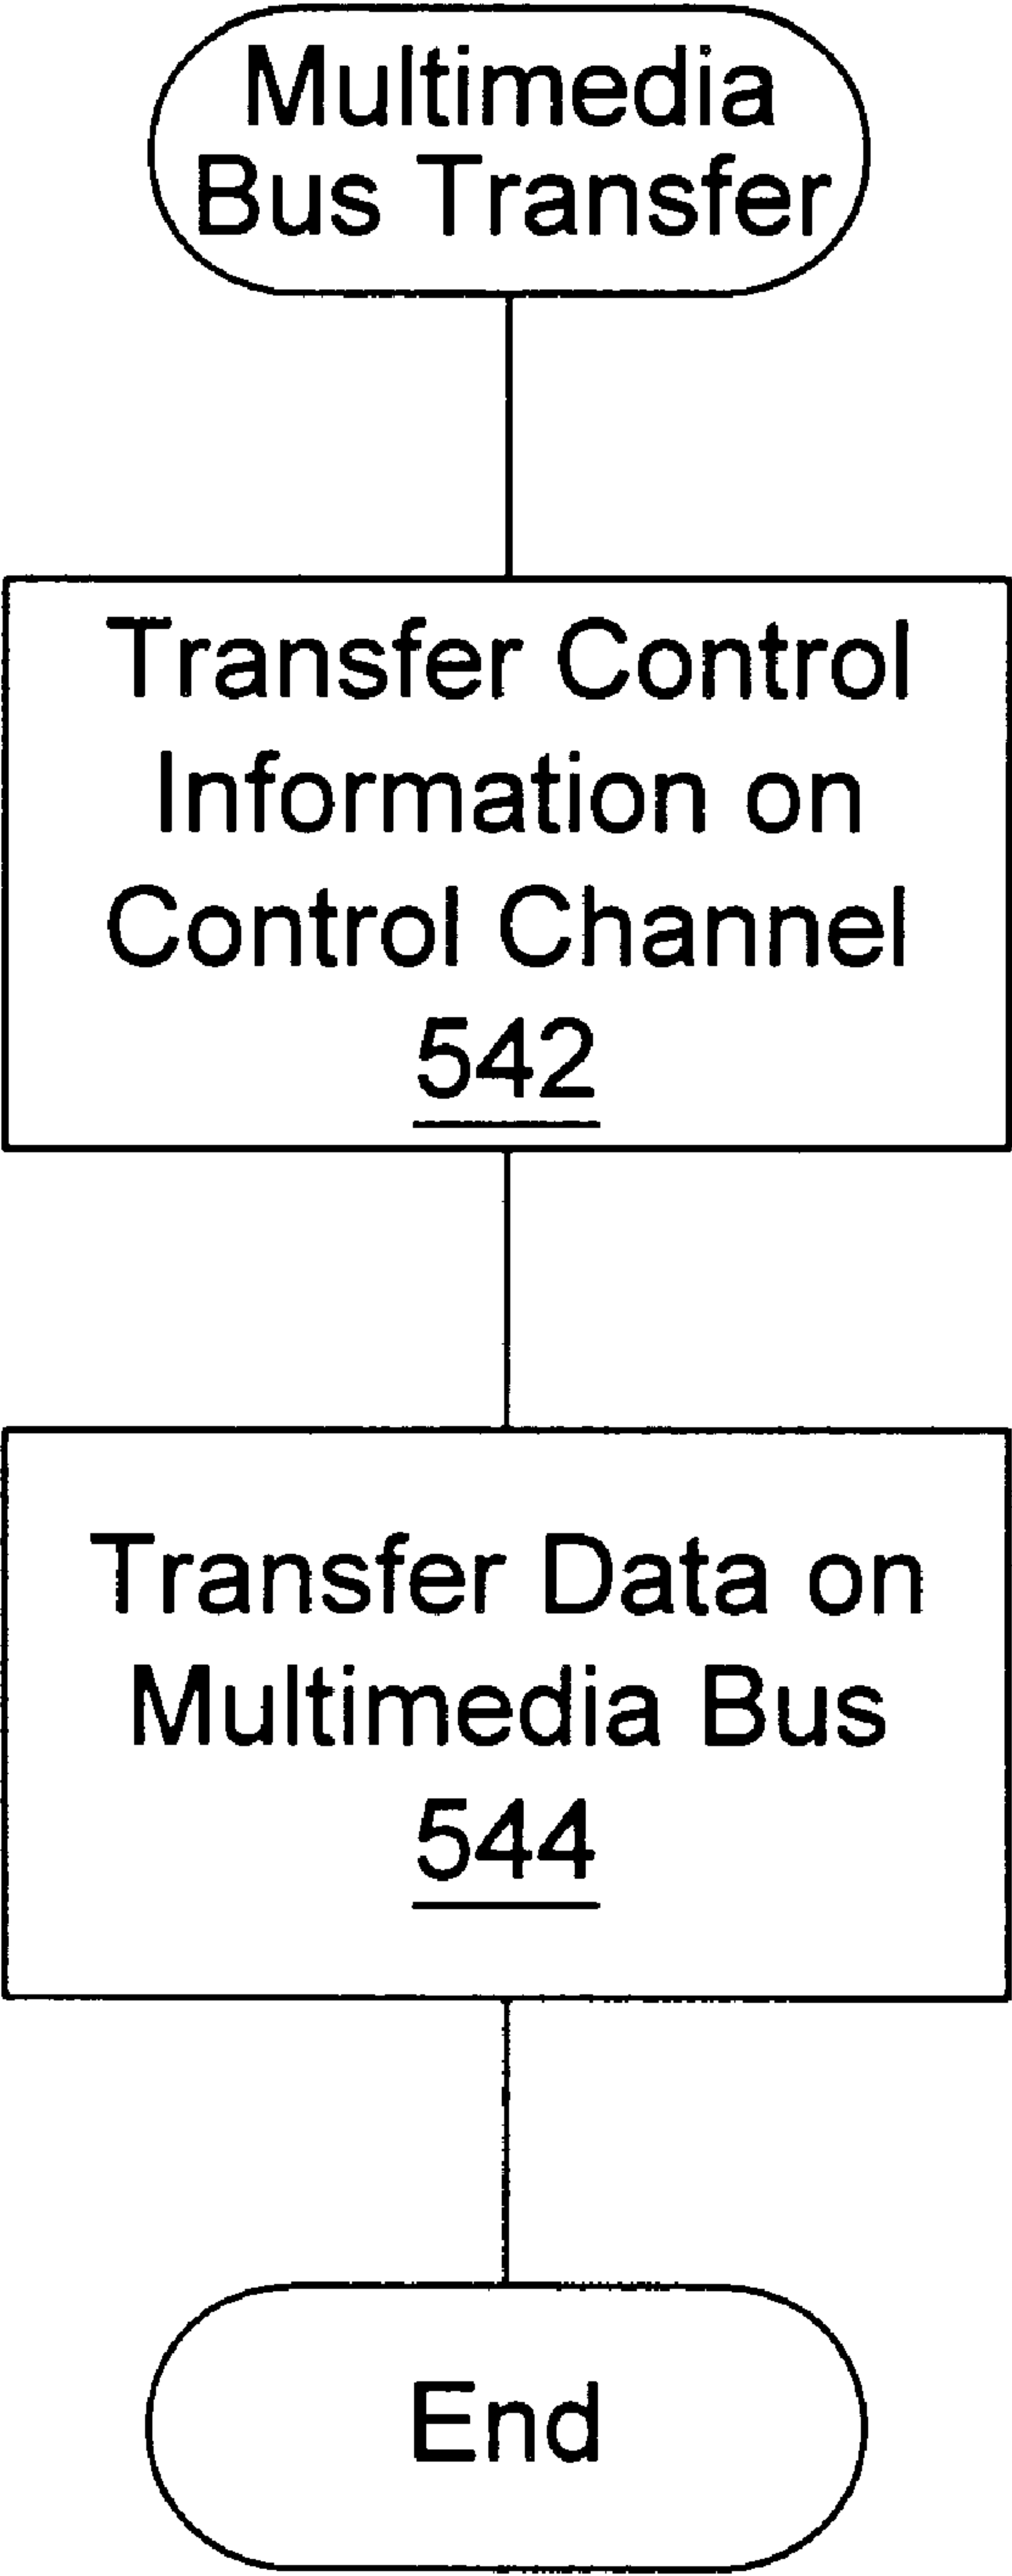 Multimedia
Bus Transfer
Transfer Control
Information on
Control Channel
542
Transfer Data on
Multimedia Bus
544
End